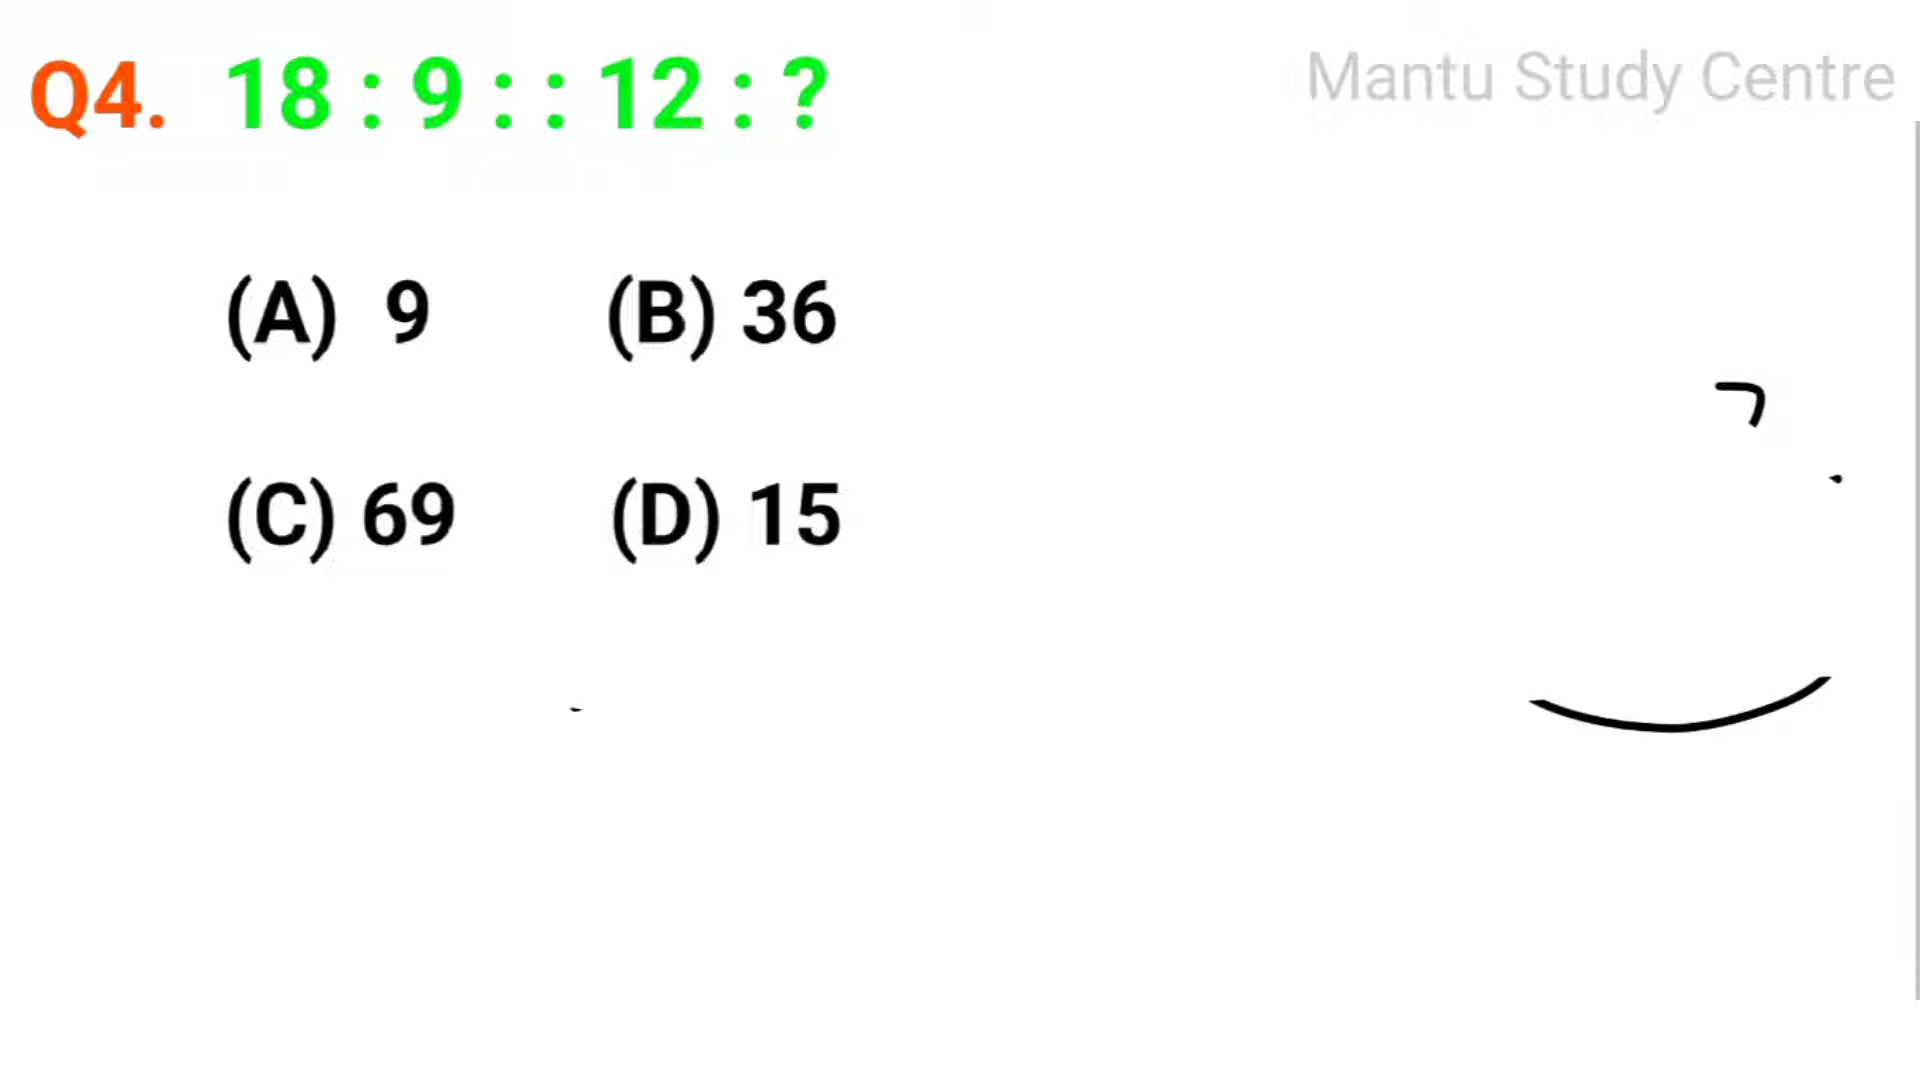 Q4. 18 : 9 : : 12 : ?
Mantu Study Centre
(A) 9 (B) 36
(C) 69 (D) 15